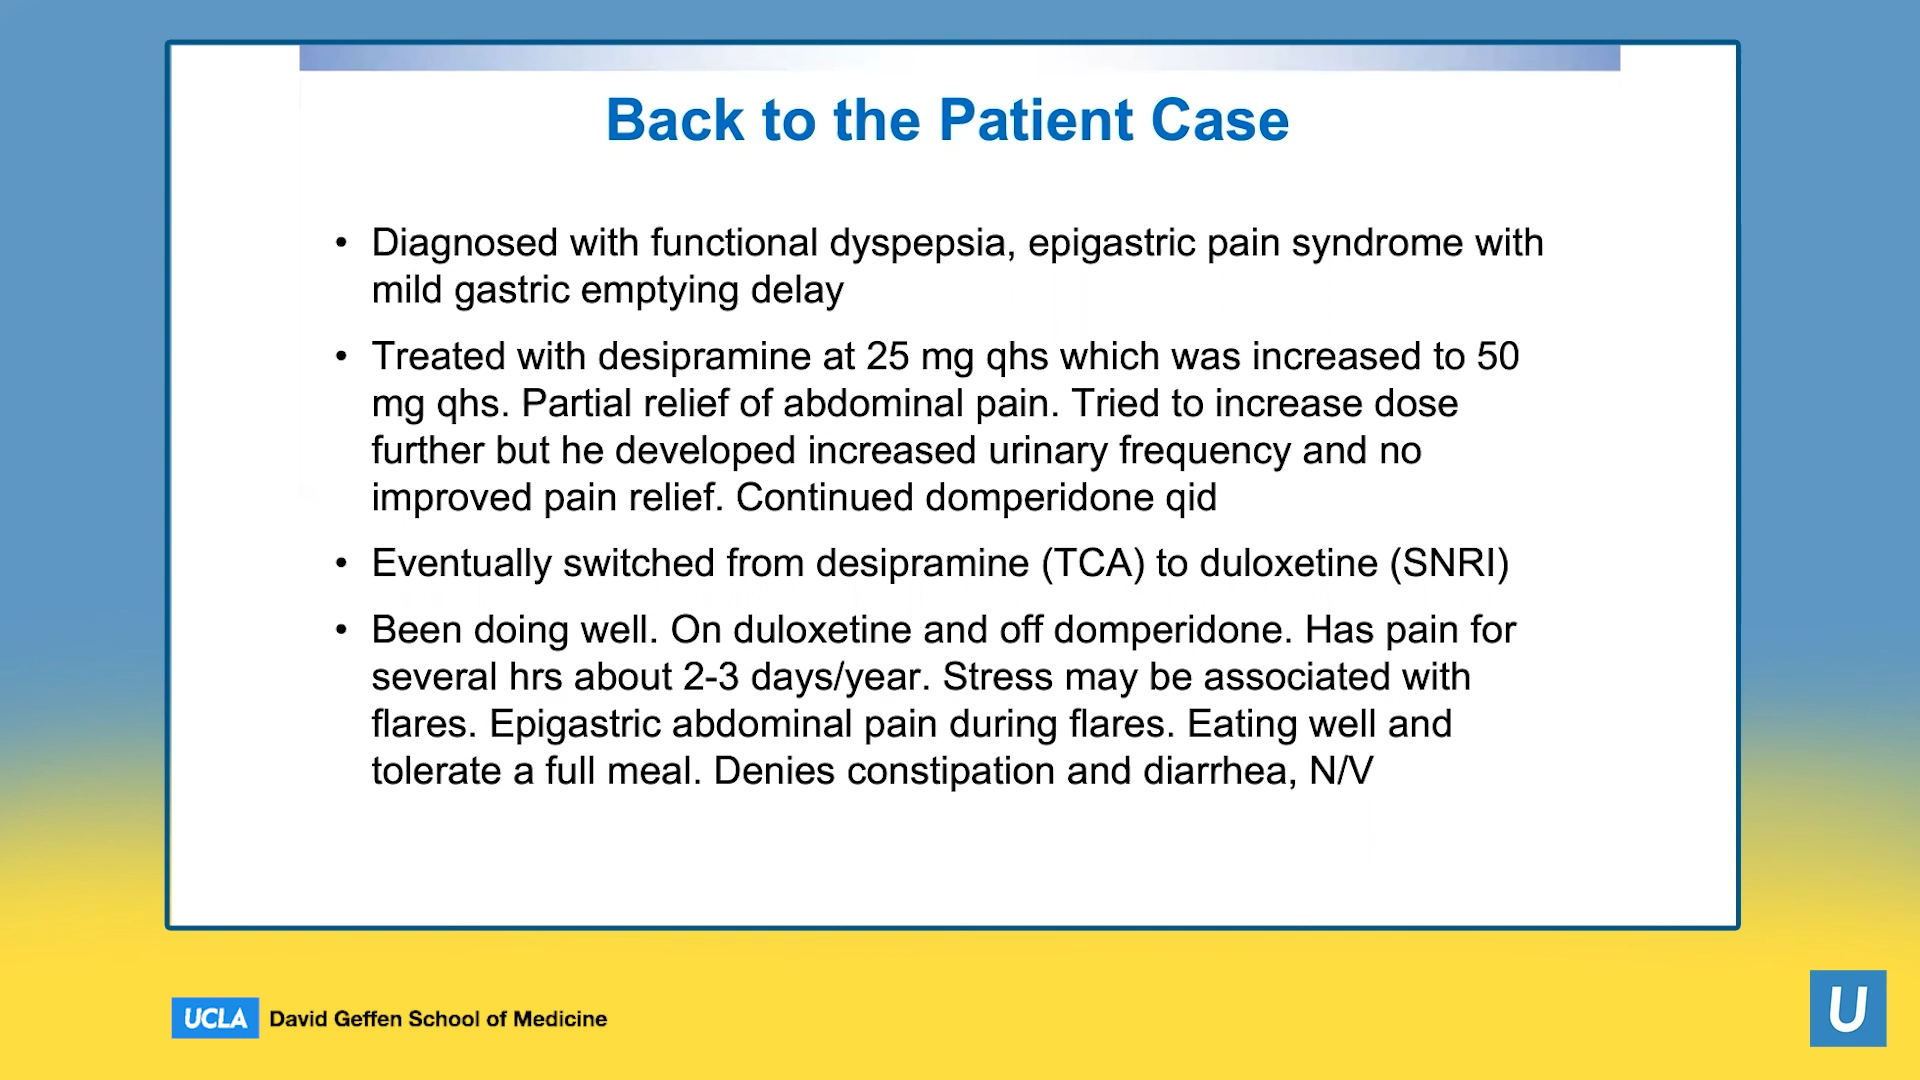 Back to the Patient Case
• Diagnosed with functional dyspepsia, epigastric pain syndrome with
mild gastric emptying delay
• Treated with desipramine at 25 mg qhs which was increased to 50
mg qhs. Partial relief of abdominal pain. Tried to increase dose
further but he developed increased urinary frequency and no
improved pain relief. Continued domperidone qid
• Eventually switched from desipramine (TCA) to duloxetine (SNRI)
• Been doing well. On duloxetine and off domperidone. Has pain for
several hrs about 2-3 days/year. Stress may be associated with
flares. Epigastric abdominal pain during flares. Eating well and
tolerate a full meal. Denies constipation and diarrhea, N/V
UCLA David Geffen School of Medicine
U